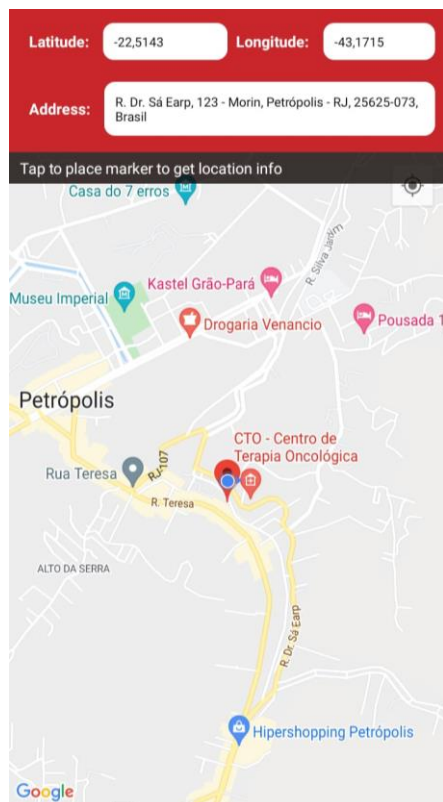 Latitude: -22,5143 Longitude: -43,1715
Address: R. Dr. Sá Earp, 123 - Morin, Petrópolis - RJ, 25625-073,
Brasil
Tap to place marker to get location info
Casa do 7 erros
R. Silva Jardim
Kastel Grão-Pará
Museu Imperial
Drogaria Venancio
Pousada 1
Petrópolis
CTO - Centro de
Terapia Oncológica
RJ-107
Rua Teresa
R. Teresa
ALTO DA SERRA
R. Dr. Sá Earp
Hipershopping Petrópolis
Google